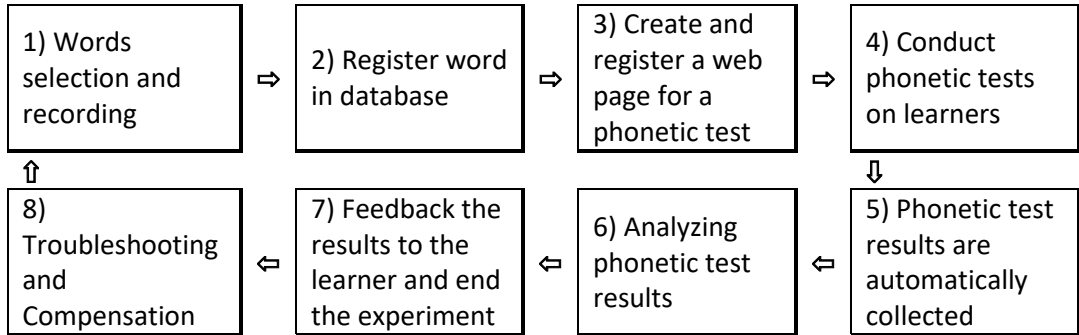 1) Words
selection and
recording
⇨
2) Register word
in database
⇨
3) Create and
register a web
page for a
phonetic test
⇨
4) Conduct
phonetic tests
on learners
⇩
5) Phonetic test
results are
automatically
collected
⇦
6) Analyzing
phonetic test
results
⇦
7) Feedback the
results to the
learner and end
the experiment
⇦
8)
Troubleshooting
and
Compensation
⇧